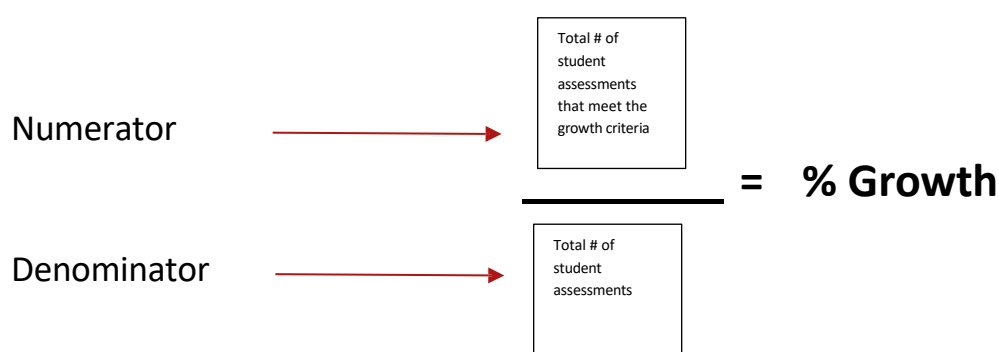 Total # of
student
assessments
that meet the
growth criteria
Numerator
= % Growth
Denominator
Total # of
student
assessments